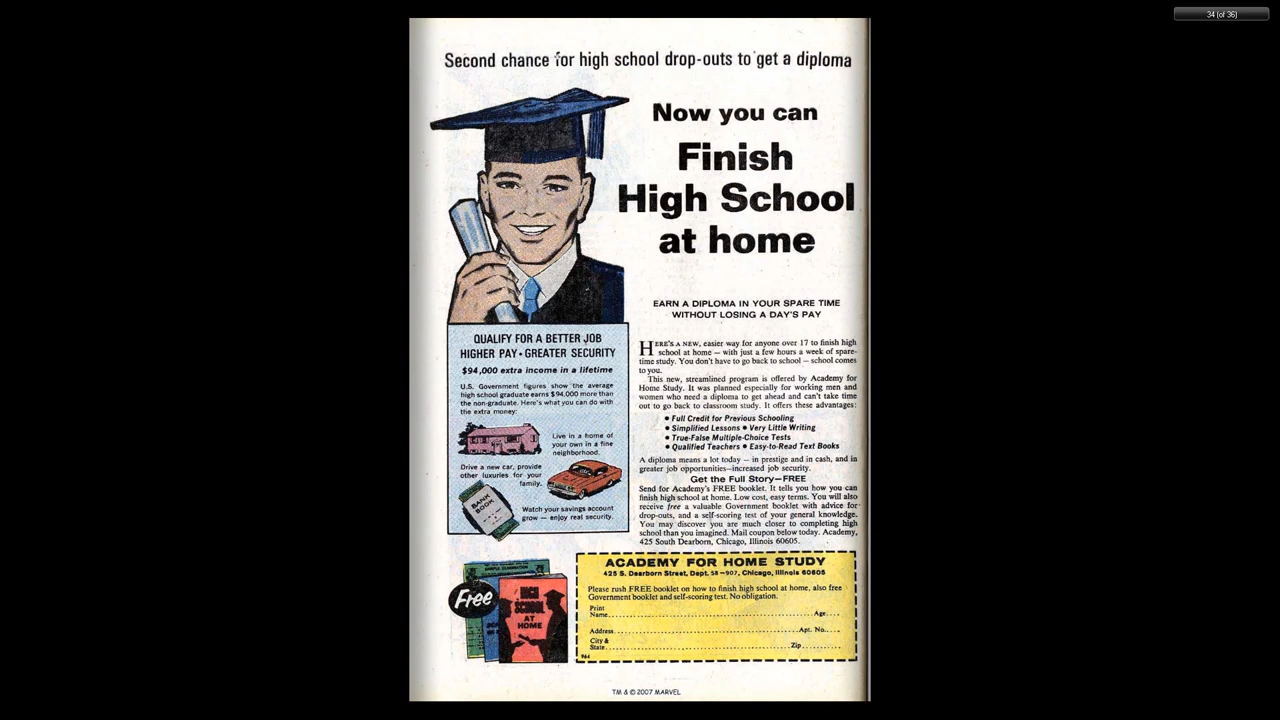 34 (of 36)
Second chance for high school drop-outs to get a diploma
Now you can
Finish
High School
at home
EARN A DIPLOMA IN YOUR SPARE TIME
WITHOUT LOSING A DAY'S PAY
QUALIFY FOR A BETTER JOB
HIGHER PAY • GREATER SECURITY
$94,000 extra income in a lifetime
U.S. Government figures show the average
high school graduate earns $94,000 more than
the non-graduate. Here's what you can do with
the extra money:
Live in a home of
your own in a fine
neighborhood.
Drive a new car, provide
other luxuries for your
family.
BANK
BOOK
Watch your savings account
grow — enjoy real security.
HERE'S A NEW, easier way for anyone over 17 to finish high
school at home — with just a few hours a week of spare-
time study. You don't have to go back to school — school comes
to you.
This new, streamlined program is offered by Academy for
Home Study. It was planned especially for working men and
women who need a diploma to get ahead and can't take time
out to go back to classroom study. It offers these advantages:
• Full Credit for Previous Schooling
• Simplified Lessons • Very Little Writing
• True-False Multiple-Choice Tests
• Qualified Teachers • Easy-to-Read Text Books
A diploma means a lot today — in prestige and in cash, and in
greater job opportunities—increased job security.
Get the Full Story—FREE
Send for Academy's FREE booklet. It tells you how you can
finish high school at home. Low cost, easy terms. You will also
receive free a valuable Government booklet with advice for
drop-outs, and a self-scoring test of your general knowledge.
You may discover you are much closer to completing high
school than you imagined. Mail coupon below today. Academy,
425 South Dearborn, Chicago, Illinois 60605.
Free
HIGH
SCHOOL
AT
HOME
ACADEMY FOR HOME STUDY
425 S. Dearborn Street, Dept. 58-907, Chicago, Illinois 60605
Please rush FREE booklet on how to finish high school at home, also free
Government booklet and self-scoring test. No obligation.
Print
Name Age
Address Apt. No.
City &
State Zip
TM & © 2007 MARVEL